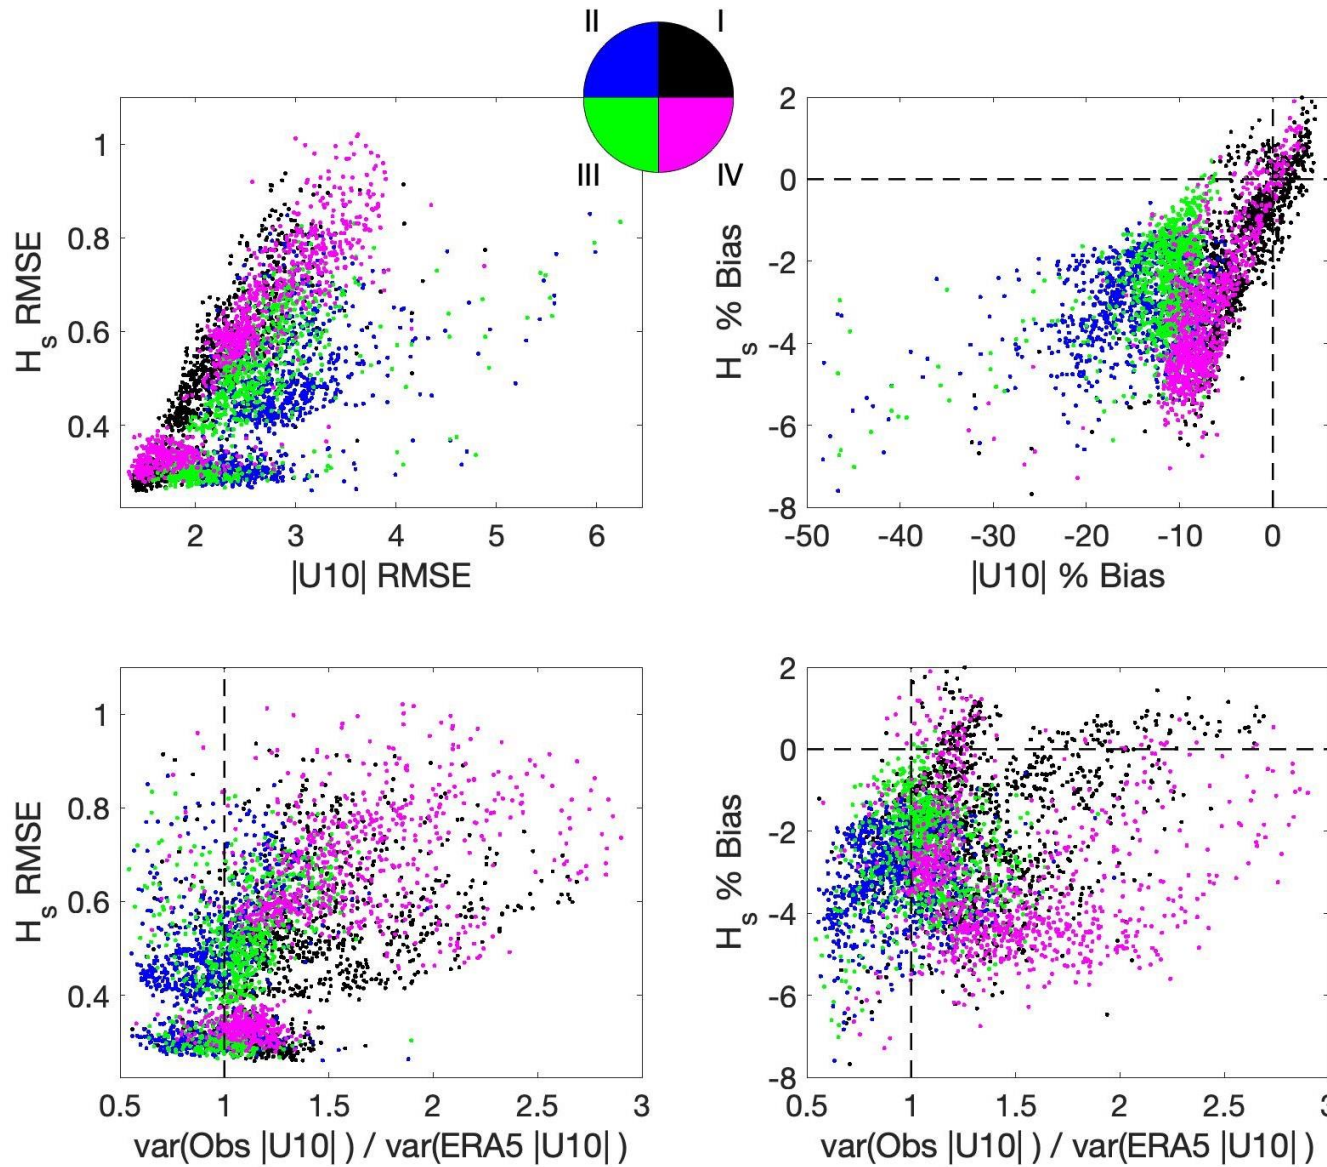 II I
III IV
1
0.8
0.6
0.4
H_s RMSE
2 3 4 5 6
|U10| RMSE
2
0
-2
-4
-6
-8
H_s % Bias
-50 -40 -30 -20 -10 0
|U10| % Bias
1
0.8
0.6
0.4
H_s RMSE
0.5 1 1.5 2 2.5 3
var(Obs |U10| ) / var(ERA5 |U10| )
2
0
-2
-4
-6
-8
H_s % Bias
0.5 1 1.5 2 2.5 3
var(Obs |U10| ) / var(ERA5 |U10| )